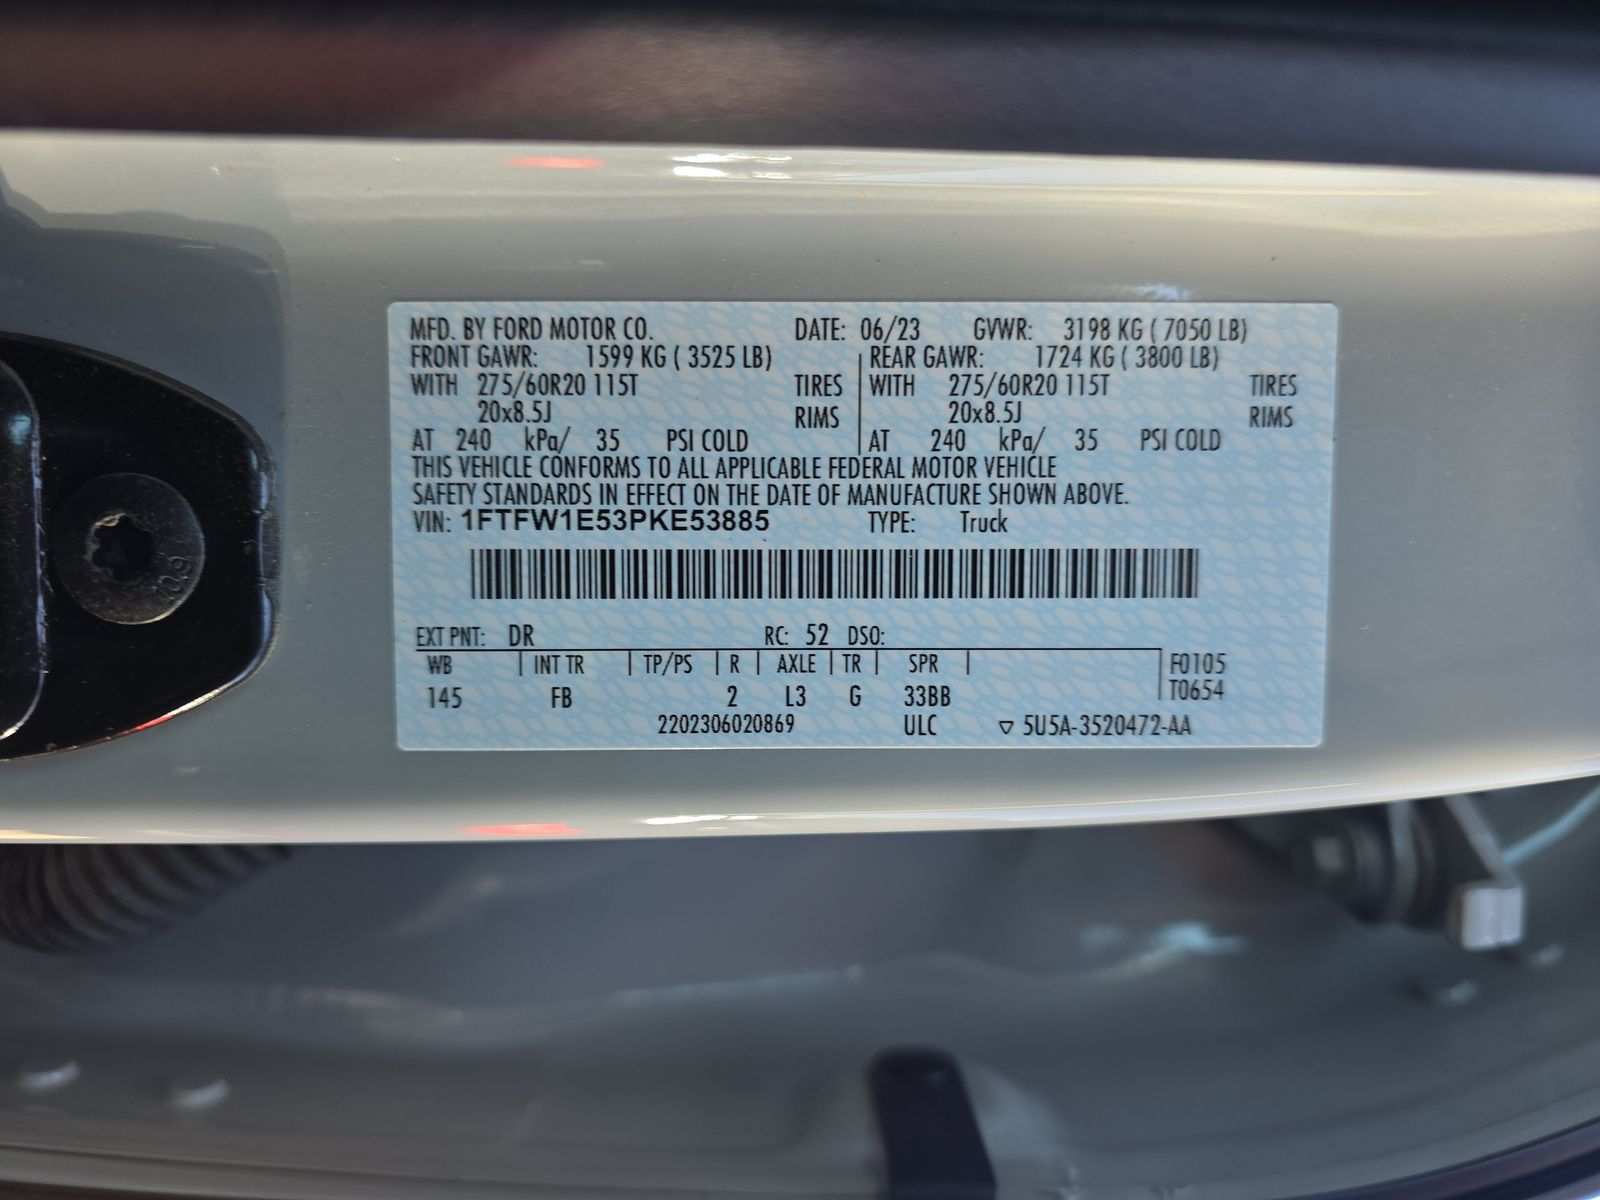 MFD. BY FORD MOTOR CO. DATE: 06/23 GVWR: 3198 KG ( 7050 LB)
FRONT GAWR: 1599 KG ( 3525 LB) REAR GAWR: 1724 KG ( 3800 LB)
WITH 275/60R20 115T TIRES WITH 275/60R20 115T TIRES
20x8.5J RIMS 20x8.5J RIMS
AT 240 kPa/ 35 PSI COLD AT 240 kPa/ 35 PSI COLD
THIS VEHICLE CONFORMS TO ALL APPLICABLE FEDERAL MOTOR VEHICLE
SAFETY STANDARDS IN EFFECT ON THE DATE OF MANUFACTURE SHOWN ABOVE.
VIN: 1FTFW1E53PKE53885 TYPE: Truck
EXT PNT: DR RC: 52 DSO:
WB INT TR TP/PS R AXLE TR SPR F0105
145 FB 2 L3 G 33BB T0654
2202306020869 ULC ▽ 5U5A-3520472-AA
10.9